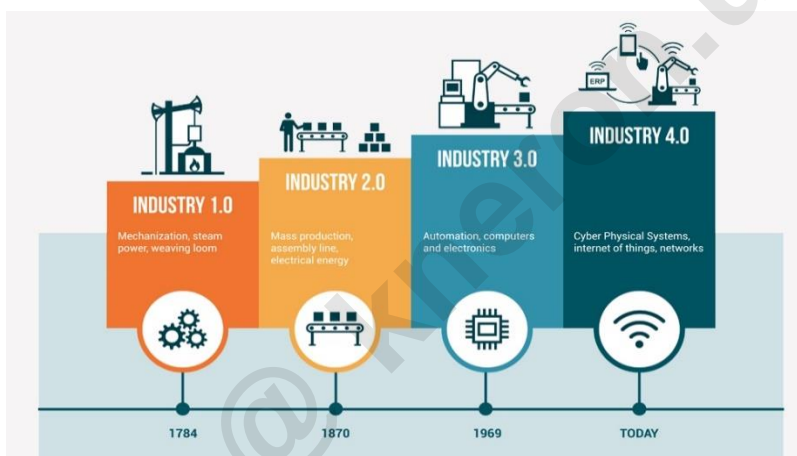 ERP
INDUSTRY 1.0
INDUSTRY 2.0
INDUSTRY 3.0
INDUSTRY 4.0
Mechanization, steam
power, weaving loom
Mass production,
assembly line,
electrical energy
Automation, computers
and electronics
Cyber Physical Systems,
internet of things, networks
1784
1870
1969
TODAY
@ kneron.